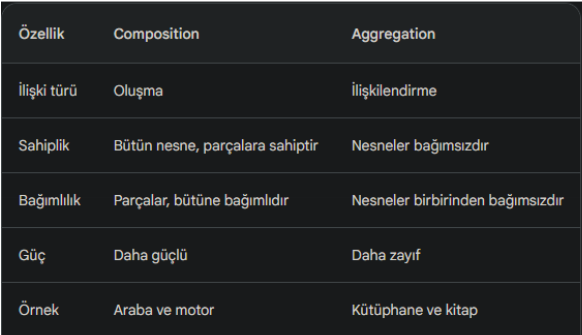 Özellik Composition Aggregation
İlişki türü Oluşma İlişkilendirme
Sahiplik Bütün nesne, parçalara sahiptir Nesneler bağımsızdır
Bağımlılık Parçalar, bütüne bağımlıdır Nesneler birbirinden bağımsızdır
Güç Daha güçlü Daha zayıf
Örnek Araba ve motor Kütüphane ve kitap